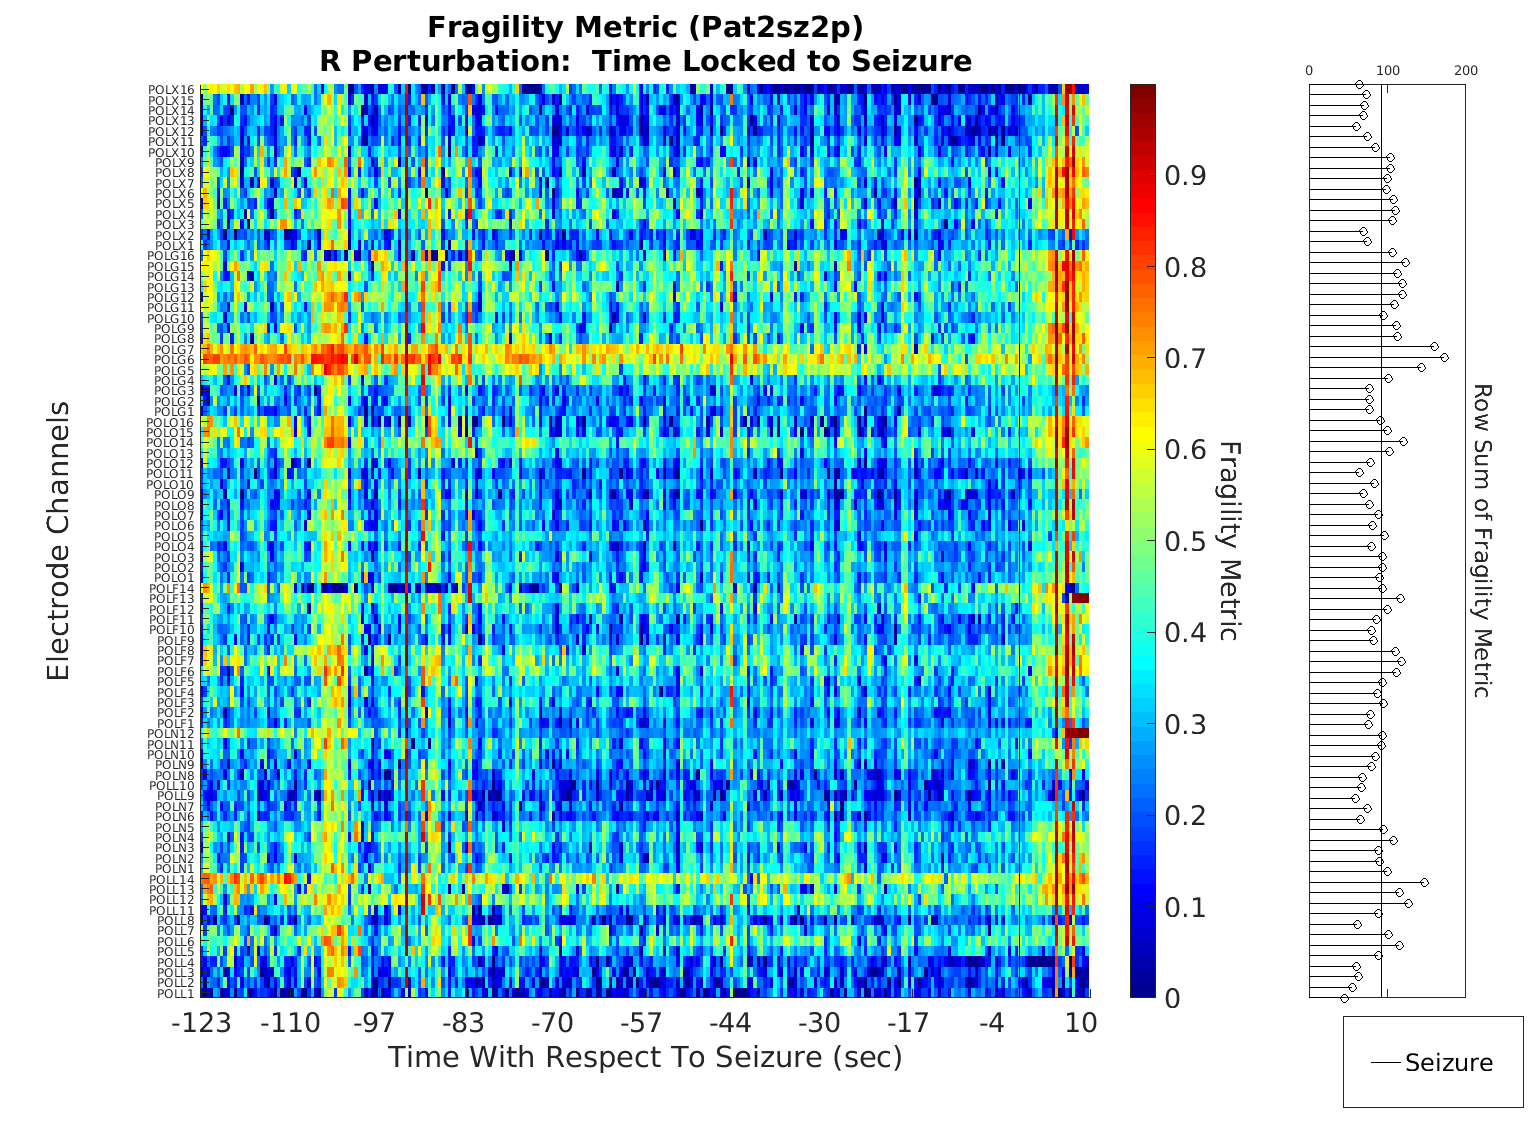 Fragility Metric (Pat2sz2p)
R Perturbation:  Time Locked to Seizure
Electrode Channels
POLX16
POLX15
POLX14
POLX13
POLX12
POLX11
POLX10
POLX9
POLX8
POLX7
POLX6
POLX5
POLX4
POLX3
POLX2
POLX1
POLG16
POLG15
POLG14
POLG13
POLG12
POLG11
POLG10
POLG9
POLG8
POLG7
POLG6
POLG5
POLG4
POLG3
POLG2
POLG1
POLO16
POLO15
POLO14
POLO13
POLO12
POLO11
POLO10
POLO9
POLO8
POLO7
POLO6
POLO5
POLO4
POLO3
POLO2
POLO1
POLF14
POLF13
POLF12
POLF11
POLF10
POLF9
POLF8
POLF7
POLF6
POLF5
POLF4
POLF3
POLF2
POLF1
POLN12
POLN11
POLN10
POLN9
POLN8
POLL10
POLL9
POLN7
POLN6
POLN5
POLN4
POLN3
POLN2
POLN1
POLL14
POLL13
POLL12
POLL11
POLL8
POLL7
POLL6
POLL5
POLL4
POLL3
POLL2
POLL1
-123 -110 -97 -83 -70 -57 -44 -30 -17 -4 10
Time With Respect To Seizure (sec)
0.9
0.8
0.7
0.6
0.5
0.4
0.3
0.2
0.1
0
Fragility Metric
0 100 200
Row Sum of Fragility Metric
Seizure